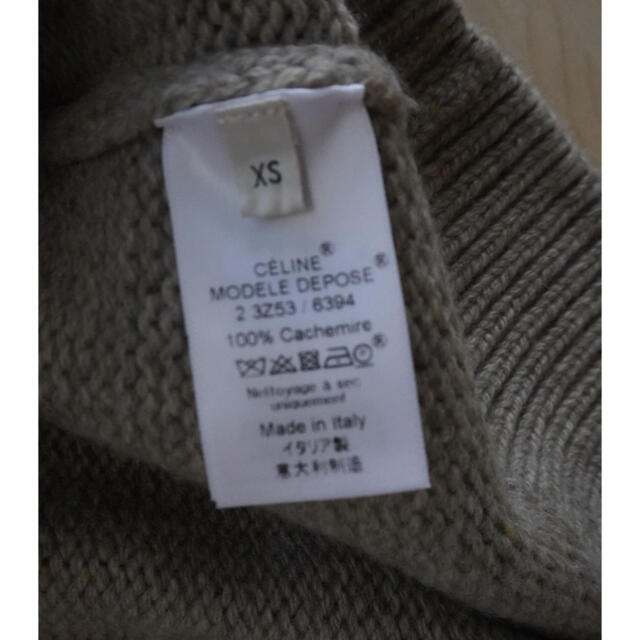 XS
CÉLINE®
MODELE DEPOSE®
2 3Z53 / 6394
100% Cachemire
®
Nettoyage à sec
uniquement
Made in italy
イタリア製
意大利制造